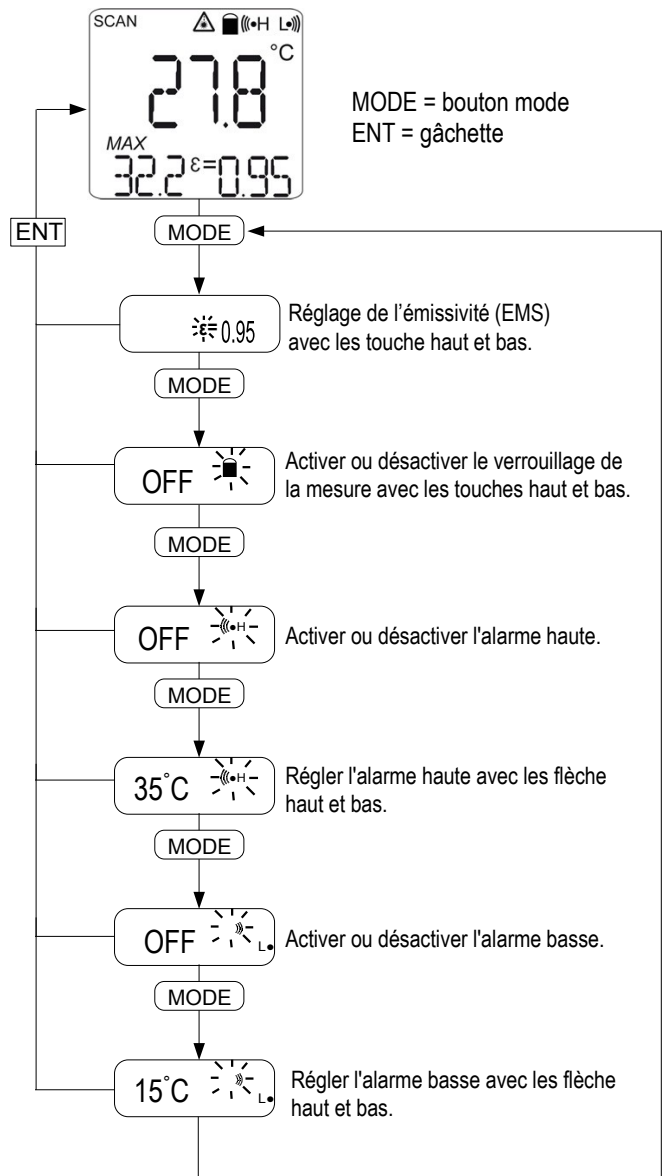 SCAN H L
27.8 °C
MAX
32.2 ε=0.95
MODE = bouton mode
ENT = gâchette
ENT
MODE
ε= 0.95
Réglage de l’émissivité (EMS)
avec les touche haut et bas.
MODE
OFF
Activer ou désactiver le verrouillage de
la mesure avec les touches haut et bas.
MODE
OFF H
Activer ou désactiver l'alarme haute.
MODE
35°C H
Régler l'alarme haute avec les flèche
haut et bas.
MODE
OFF L
Activer ou désactiver l'alarme basse.
MODE
15°C L
Régler l'alarme basse avec les flèche
haut et bas.